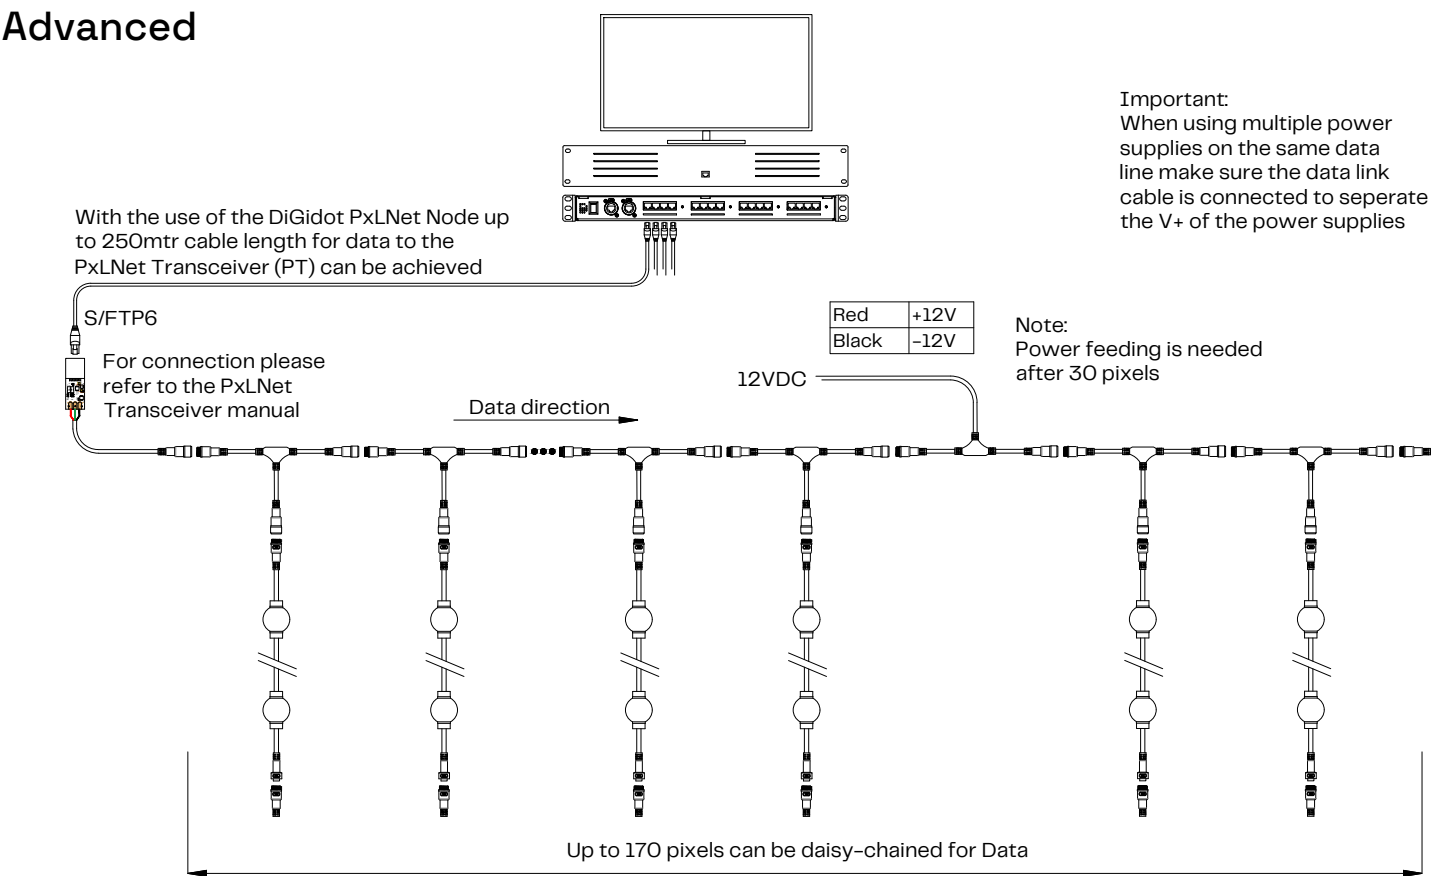 Advanced
Important:
When using multiple power
supplies on the same data
line make sure the data link
cable is connected to seperate
the V+ of the power supplies
With the use of the DiGidot PxLNet Node up
to 250mtr cable length for data to the
PxLNet Transceiver (PT) can be achieved
S/FTP6
For connection please
refer to the PxLNet
Transceiver manual
Red +12V
Black -12V
Note:
Power feeding is needed
after 30 pixels
12VDC
Data direction
Up to 170 pixels can be daisy-chained for Data